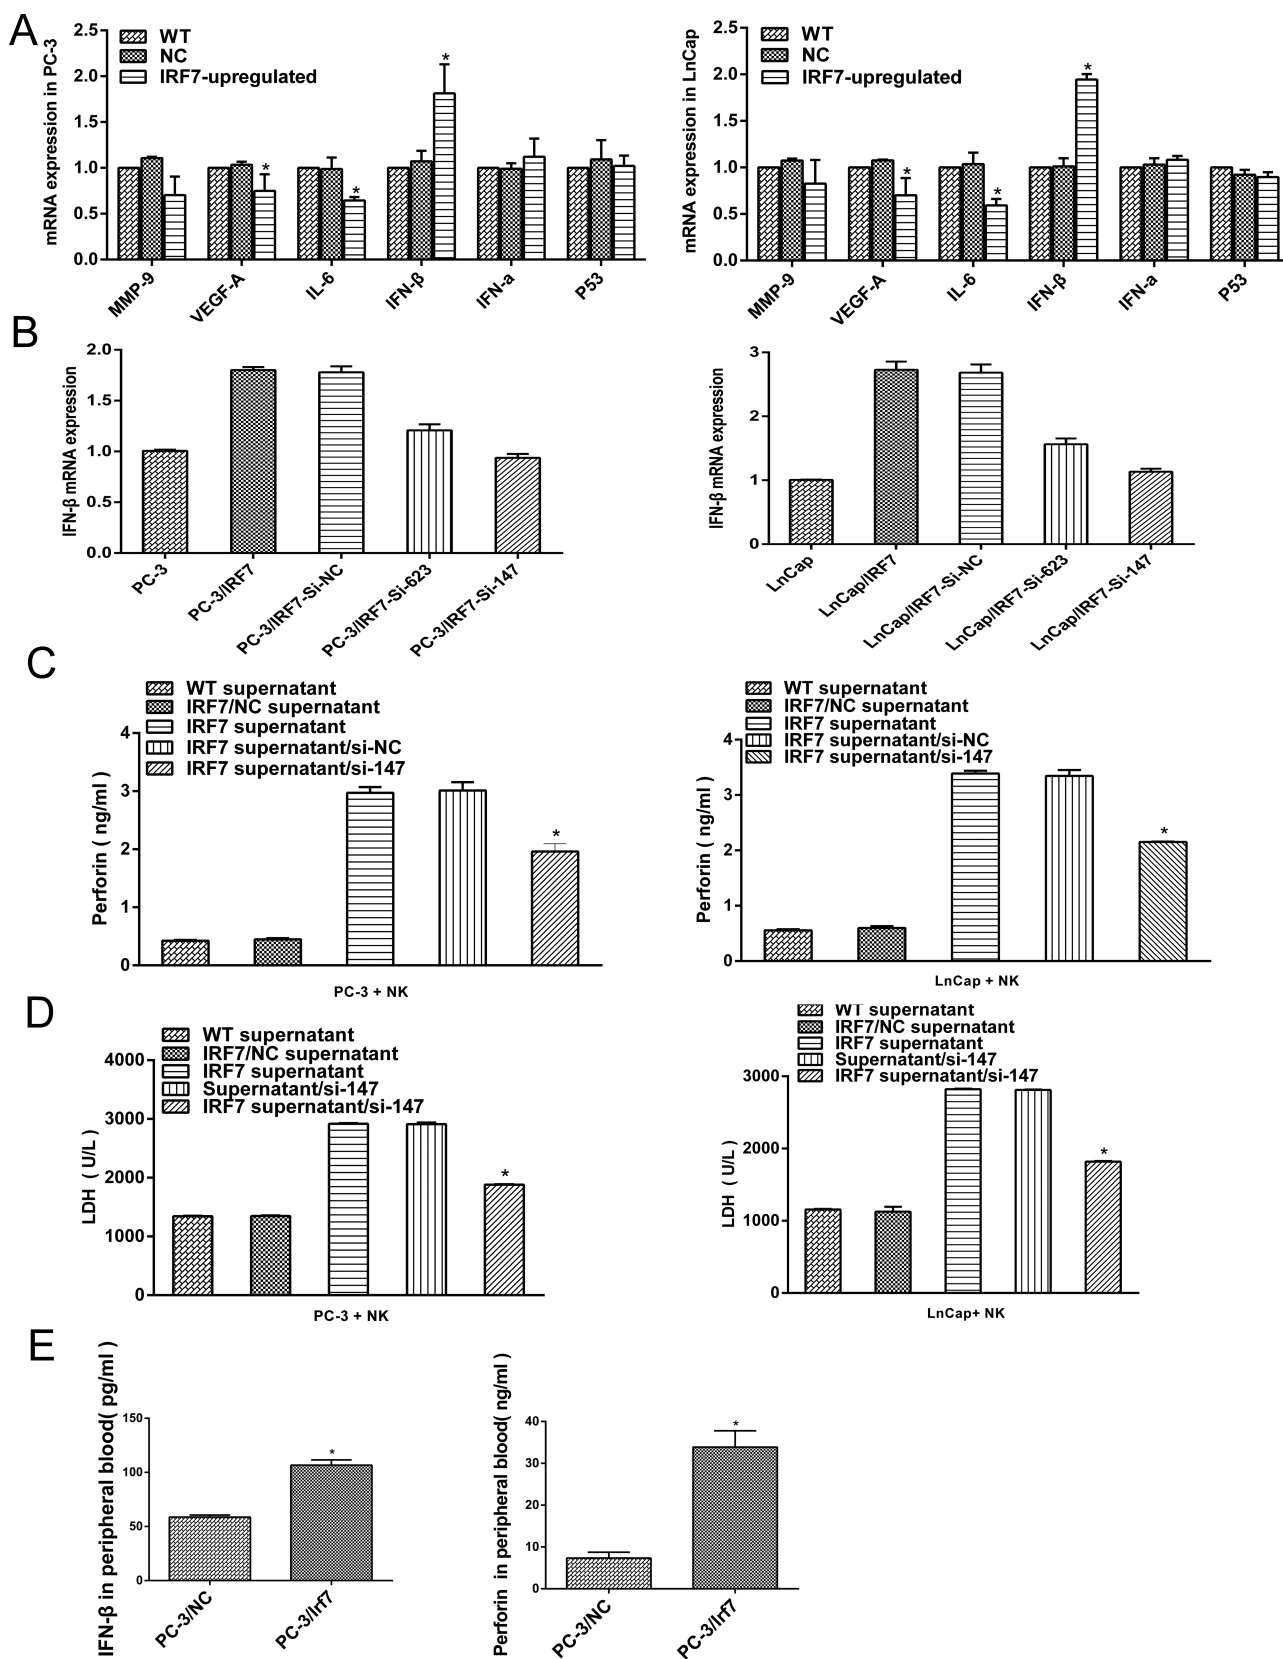 A
mRNA expression in PC-3
2.5
2.0
1.5
1.0
0.5
0.0
WT
NC
IRF7-upregulated
*
*
*
MMP-9
VEGF-A
IL-6
IFN-β
IFN-a
P53
mRNA expression in LnCap
2.5
2.0
1.5
1.0
0.5
0.0
WT
NC
IRF7-upregulated
*
*
*
MMP-9
VEGF-A
IL-6
IFN-β
IFN-a
P53
B
IFN-β mRNA expression
2.0
1.5
1.0
0.5
0.0
PC-3
PC-3/IRF7
PC-3/IRF7-Si-NC
PC-3/IRF7-Si-623
PC-3/IRF7-Si-147
IFN-β mRNA expression
3
2
1
0
LnCap
LnCap/IRF7
LnCap/IRF7-Si-NC
LnCap/IRF7-Si-623
LnCap/IRF7-Si-147
C
WT supernatant
IRF7/NC supernatant
IRF7 supernatant
IRF7 supernatant/si-NC
IRF7 supernatant/si-147
Perforin ( ng/ml )
4
3
2
1
0
*
PC-3 + NK
WT supernatant
IRF7/NC supernatant
IRF7 supernatant
IRF7 supernatant/si-NC
IRF7 supernatant/si-147
Perforin ( ng/ml )
4
3
2
1
0
*
LnCap + NK
D
WT supernatant
IRF7/NC supernatant
IRF7 supernatant
Supernatant/si-147
IRF7 supernatant/si-147
LDH ( U/L )
4000
3000
2000
1000
0
*
PC-3 + NK
WT supernatant
IRF7/NC supernatant
IRF7 supernatant
Supernatant/si-147
IRF7 supernatant/si-147
LDH ( U/L )
3000
2000
1000
0
*
LnCap+ NK
E
IFN-β in peripheral blood( pg/ml )
150
100
50
0
*
PC-3/NC
PC-3/Irf7
Perforin in peripheral blood( ng/ml )
40
30
20
10
0
*
PC-3/NC
PC-3/Irf7